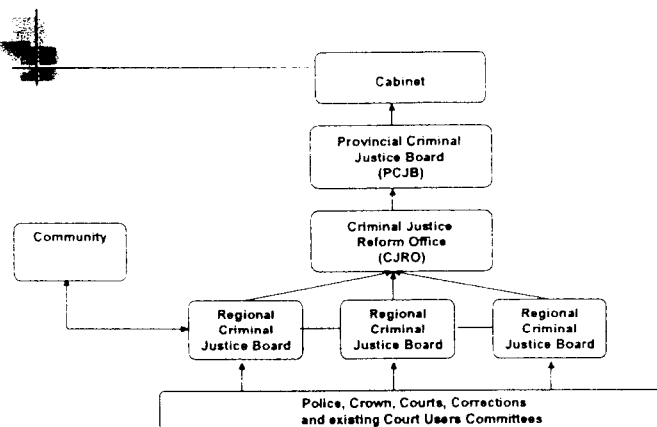 Cabinet
Provincial Criminal
Justice Board
(PCJB)
Criminal Justice
Reform Office
(CJRO)
Community
Regional
Criminal
Justice Board
Regional
Criminal
Justice Board
Regional
Criminal
Justice Board
Police, Crown, Courts, Corrections
and existing Court Users Committees